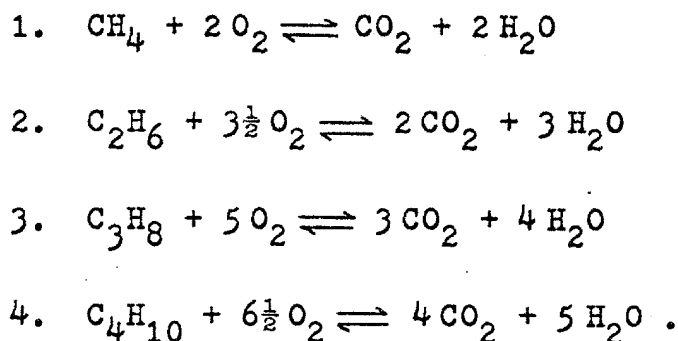 1. CH₄ + 2 O₂ ⇌ CO₂ + 2 H₂O
2. C₂H₆ + 3½ O₂ ⇌ 2 CO₂ + 3 H₂O
3. C₃H₈ + 5 O₂ ⇌ 3 CO₂ + 4 H₂O
4. C₄H₁₀ + 6½ O₂ ⇌ 4 CO₂ + 5 H₂O .